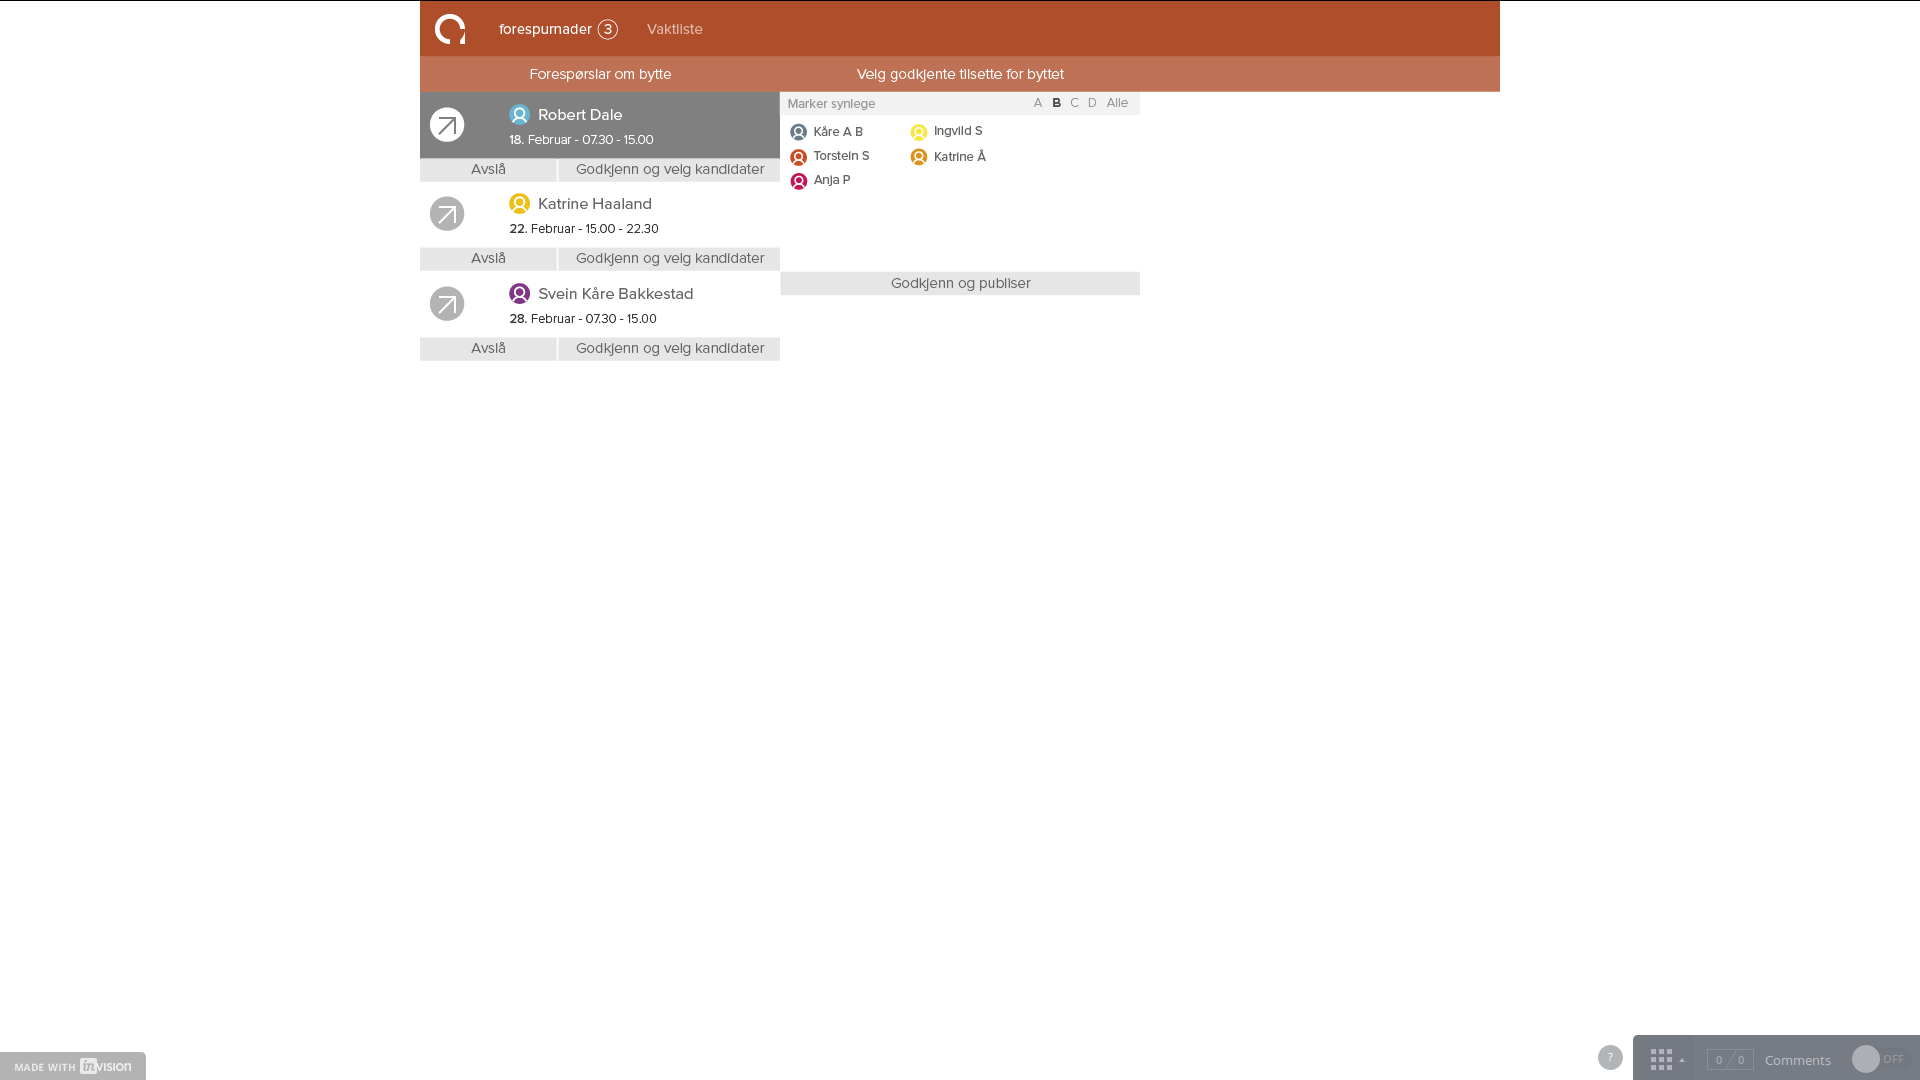 forespurnader 3 Vaktliste
Forespørslar om bytte
Velg godkjente tilsette for byttet
Robert Dale
18. Februar - 07.30 - 15.00
Avslå Godkjenn og velg kandidater
Katrine Haaland
22. Februar - 15.00 - 22.30
Avslå Godkjenn og velg kandidater
Svein Kåre Bakkestad
28. Februar - 07.30 - 15.00
Avslå Godkjenn og velg kandidater
Marker synlege A B C D Alle
Kåre A B Ingvild S
Torstein S Katrine Å
Anja P
Godkjenn og publiser
MADE WITH invision
? 0 / 0 Comments OFF